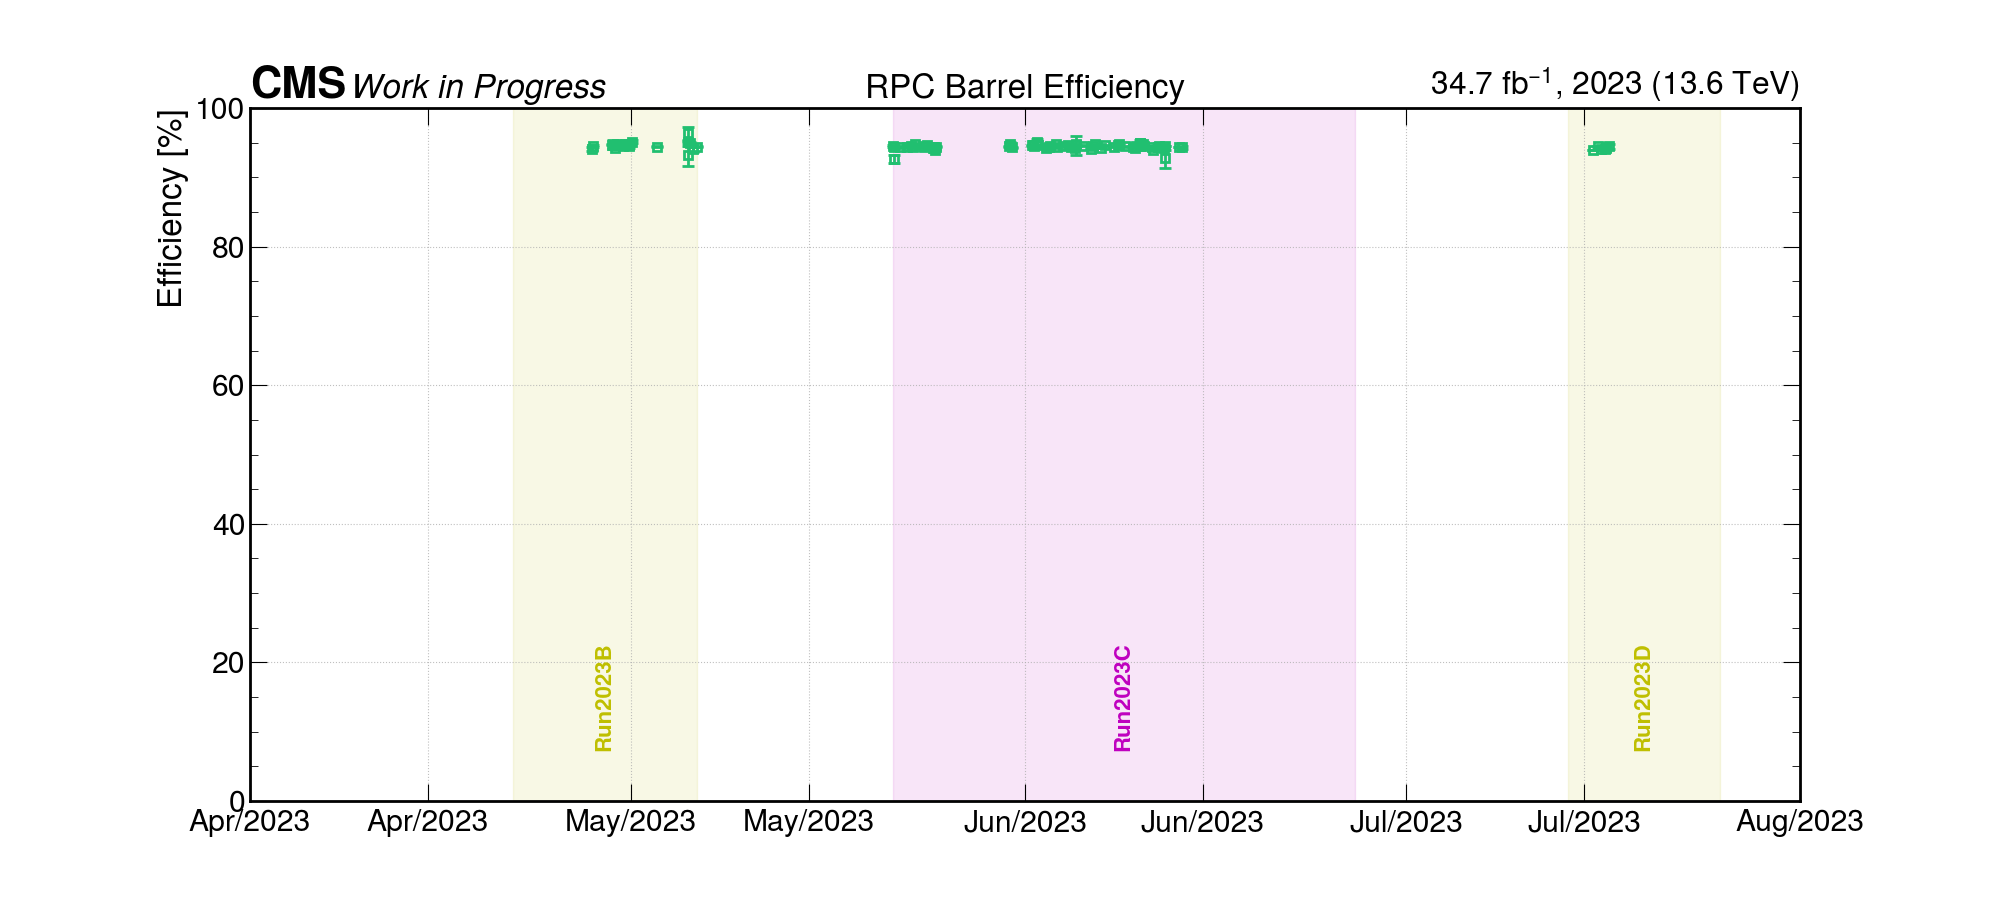 CMS Work in Progress RPC Barrel Efficiency 34.7 fb⁻¹, 2023 (13.6 TeV)
Efficiency [%]
100
80
60
40
20
0
Run2023B
Run2023C
Run2023D
Apr/2023 Apr/2023 May/2023 May/2023 Jun/2023 Jun/2023 Jul/2023 Jul/2023 Aug/2023